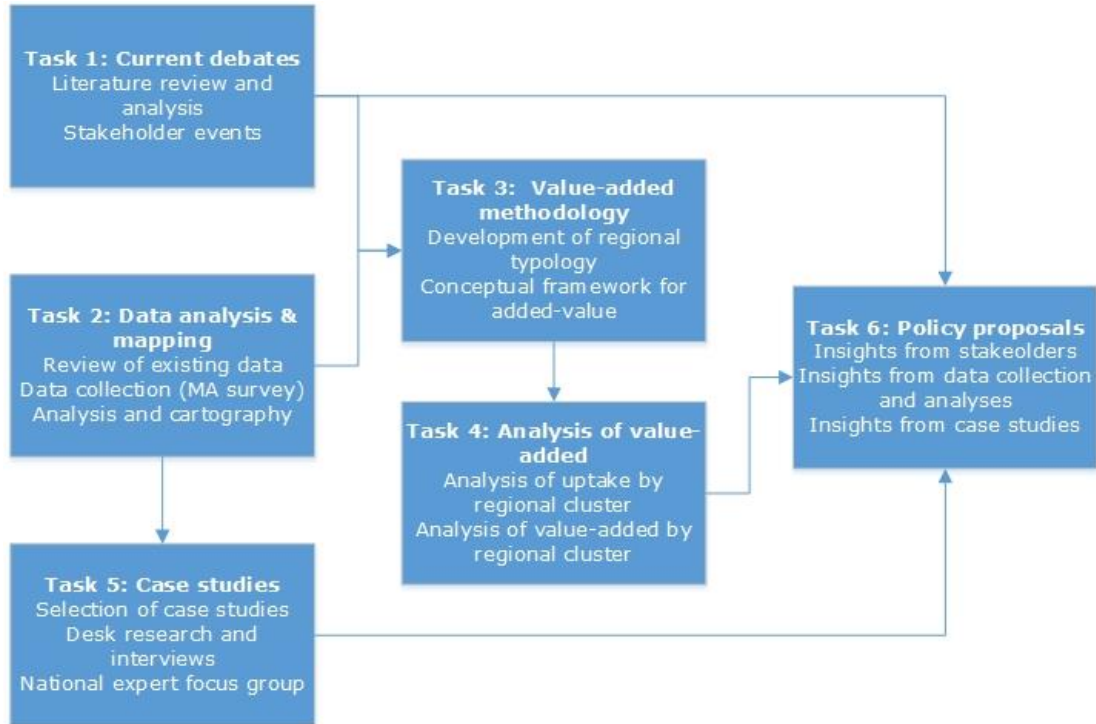 Task 1: Current debates
Literature review and
analysis
Stakeholder events
Task 2: Data analysis &
mapping
Review of existing data
Data collection (MA survey)
Analysis and cartography
Task 3:  Value-added
methodology
Development of regional
typology
Conceptual framework for
added-value
Task 4: Analysis of value-
added
Analysis of uptake by
regional cluster
Analysis of value-added by
regional cluster
Task 5: Case studies
Selection of case studies
Desk research and
interviews
National expert focus group
Task 6: Policy proposals
Insights from stakeolders
Insights from data collection
and analyses
Insights from case studies